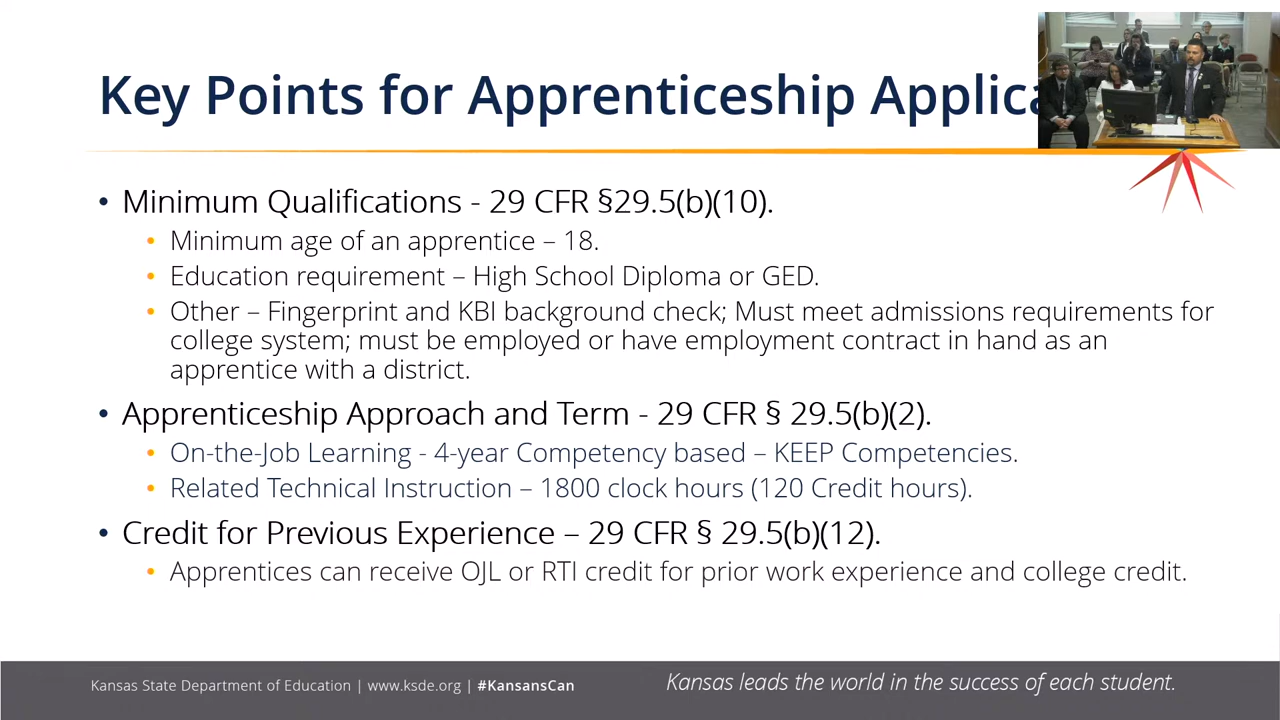 Key Points for Apprenticeship
• Minimum Qualifications - 29 CFR §29.5(b)(10).
• Minimum age of an apprentice – 18.
• Education requirement – High School Diploma or GED.
• Other – Fingerprint and KBI background check; Must meet admissions requirements for
college system; must be employed or have employment contract in hand as an
apprentice with a district.
• Apprenticeship Approach and Term - 29 CFR § 29.5(b)(2).
• On-the-Job Learning - 4-year Competency based – KEEP Competencies.
• Related Technical Instruction – 1800 clock hours (120 Credit hours).
• Credit for Previous Experience – 29 CFR § 29.5(b)(12).
• Apprentices can receive OJL or RTI credit for prior work experience and college credit.
Kansas State Department of Education | www.ksde.org | #KansansCan
Kansas leads the world in the success of each student.